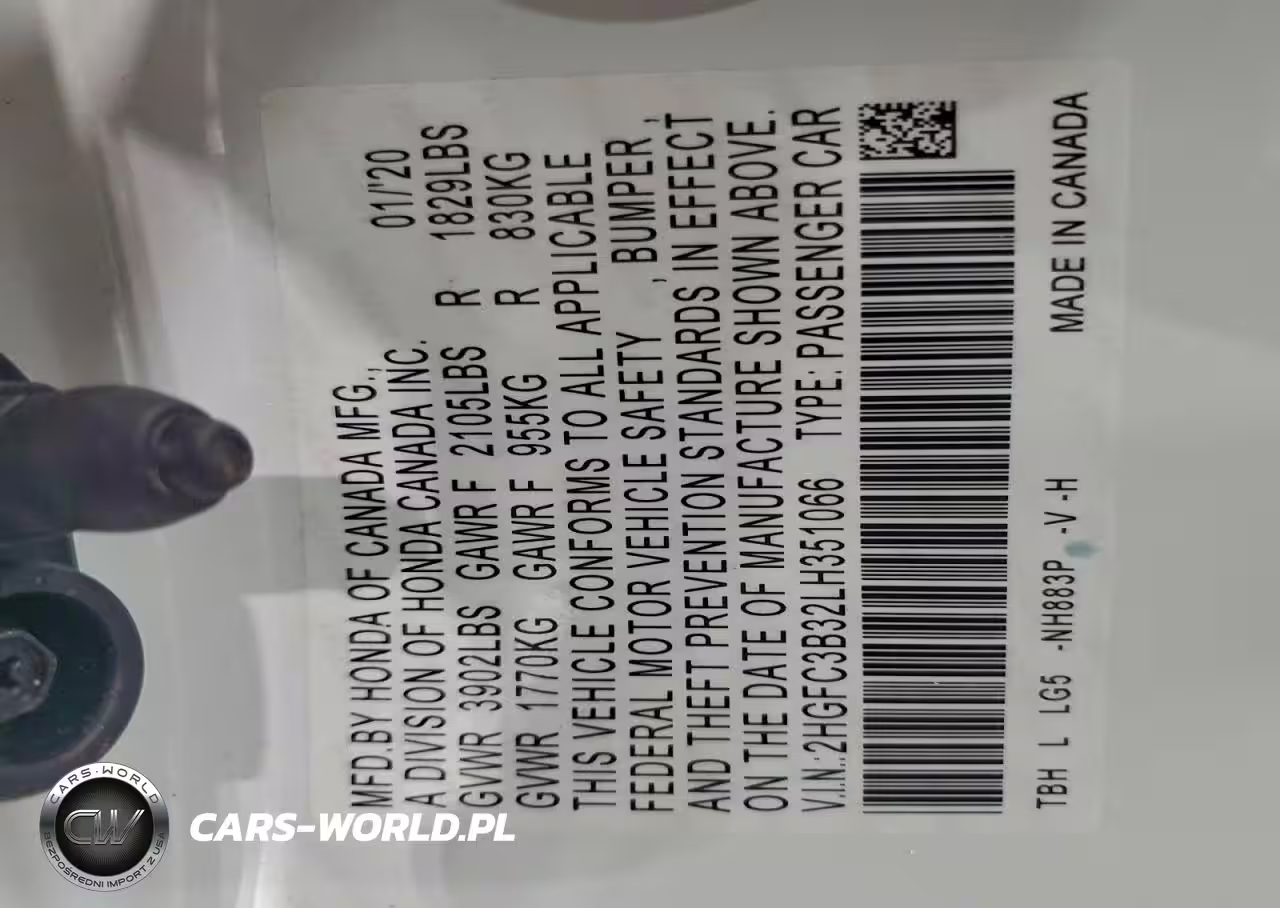 MFD.BY HONDA OF CANADA MFG., 01/'20
A DIVISION OF HONDA CANADA INC.
GVWR 3902LBS GAWR F 2105LBS R 1829LBS
GVWR 1770KG GAWR F 955KG R 830KG
THIS VEHICLE CONFORMS TO ALL APPLICABLE
FEDERAL MOTOR VEHICLE SAFETY , BUMPER ,
AND THEFT PREVENTION STANDARDS IN EFFECT
ON THE DATE OF MANUFACTURE SHOWN ABOVE.
V.I.N.:2HGFC3B32LH351066 TYPE: PASSENGER CAR
TBH L LG5 -NH883P -V -H MADE IN CANADA
CARS-WORLD
CW
BEZPOŚREDNI IMPORT Z USA
CARS-WORLD.PL